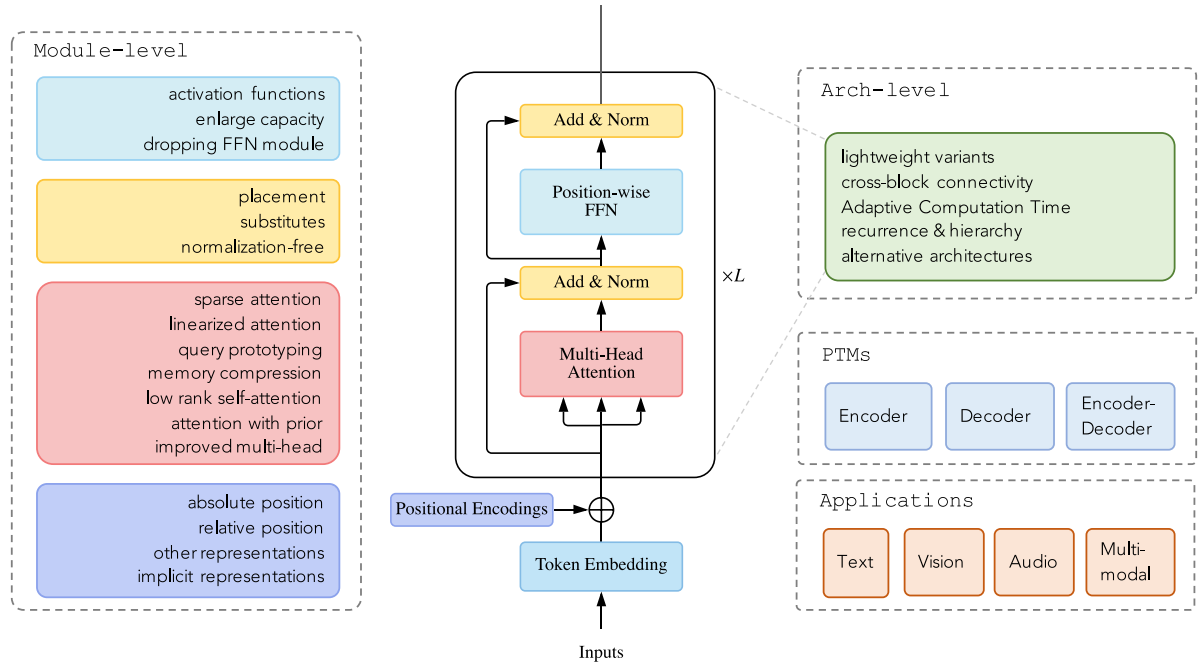 Module-level
activation functions
enlarge capacity
dropping FFN module
placement
substitutes
normalization-free
sparse attention
linearized attention
query prototyping
memory compression
low rank self-attention
attention with prior
improved multi-head
absolute position
relative position
other representations
implicit representations
Add & Norm
Position-wise
FFN
Add & Norm
Multi-Head
Attention
×L
Positional Encodings
Token Embedding
Inputs
Arch-level
lightweight variants
cross-block connectivity
Adaptive Computation Time
recurrence & hierarchy
alternative architectures
PTMs
Encoder
Decoder
Encoder-
Decoder
Applications
Text
Vision
Audio
Multi-
modal